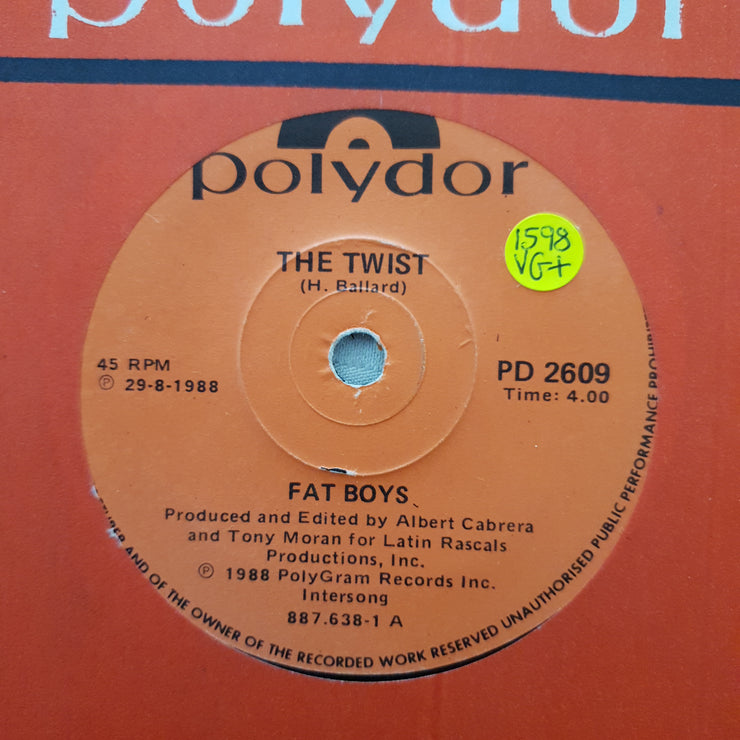 polydor
polydor
THE TWIST
(H. Ballard)
1598
VG+
45 RPM
℗ 29-8-1988
PD 2609
Time: 4.00
FAT BOYS
Produced and Edited by Albert Cabrera
and Tony Moran for Latin Rascals
Productions, Inc.
℗ 1988 PolyGram Records Inc.
Intersong
887.638-1 A
AND OF THE OWNER OF THE RECORDED WORK RESERVED UNAUTHORISED PUBLIC PERFORMANCE